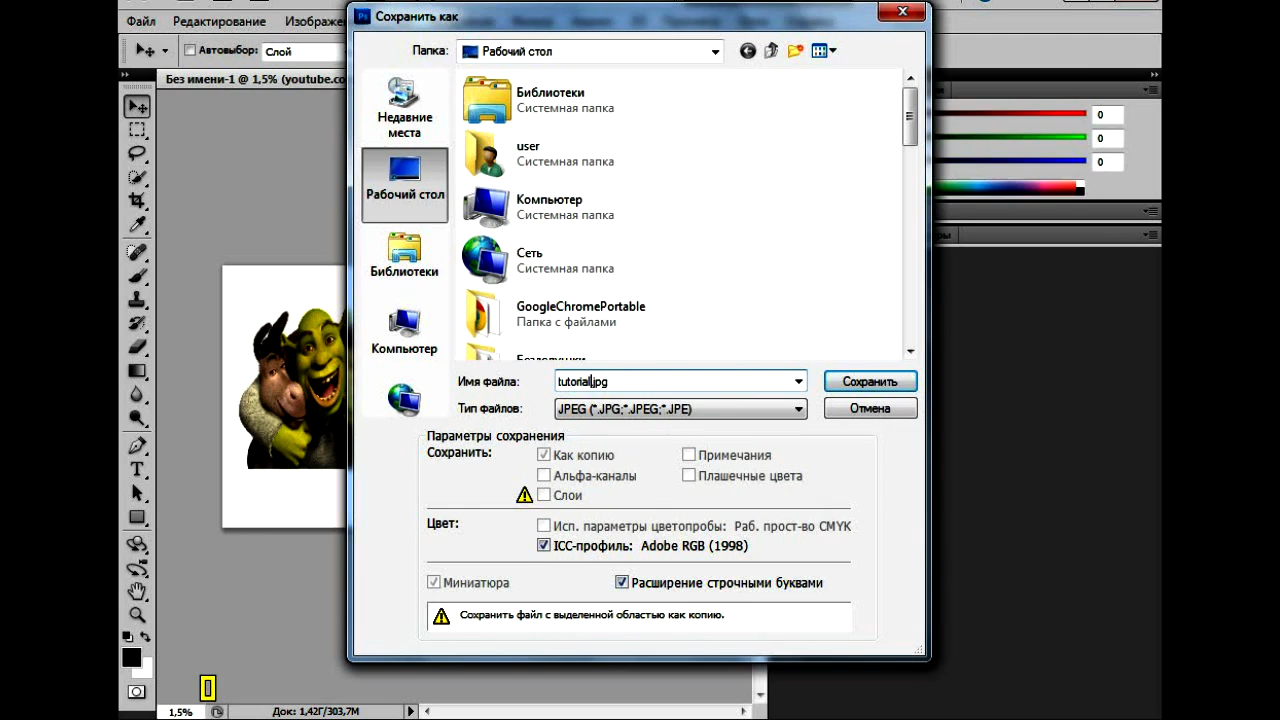 Сохранить как
Файл
Редактирование
Изображе
Автовыбор:
Слой
Без имени-1 @ 1,5% (youtube.co
Папка:
Рабочий стол
Недавние
места
Рабочий стол
Библиотеки
Компьютер
Библиотеки
Системная папка
user
Системная папка
Компьютер
Системная папка
Сеть
Системная папка
GoogleChromePortable
Папка с файлами
0
0
0
Имя файла:
tutorial.jpg
Сохранить
Тип файлов:
JPEG (*.JPG;*.JPEG;*.JPE)
Отмена
Параметры сохранения
Сохранить:
Как копию
Примечания
Альфа-каналы
Плашечные цвета
Слои
Цвет:
Исп. параметры цветопробы: Раб. прост-во CMYK
ICC-профиль: Adobe RGB (1998)
Миниатюра
Расширение строчными буквами
Сохранить файл с выделенной областью как копию.
1,5%
Док: 1,42Г/303,7М